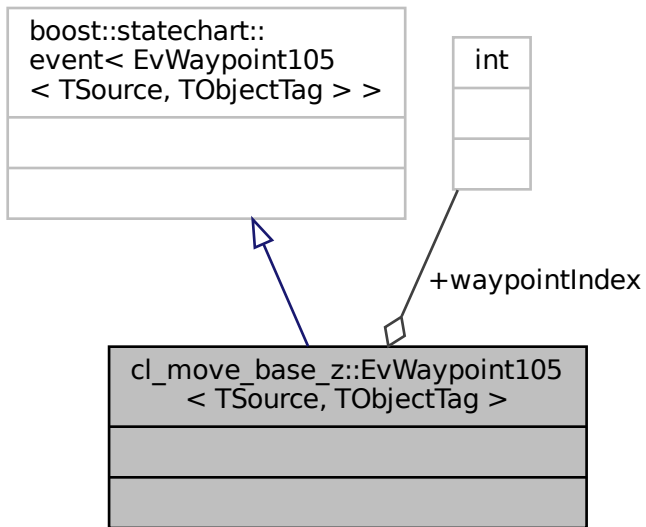 boost::statechart::
event< EvWaypoint105
< TSource, TObjectTag > >
int
+waypointIndex
cl_move_base_z::EvWaypoint105
< TSource, TObjectTag >